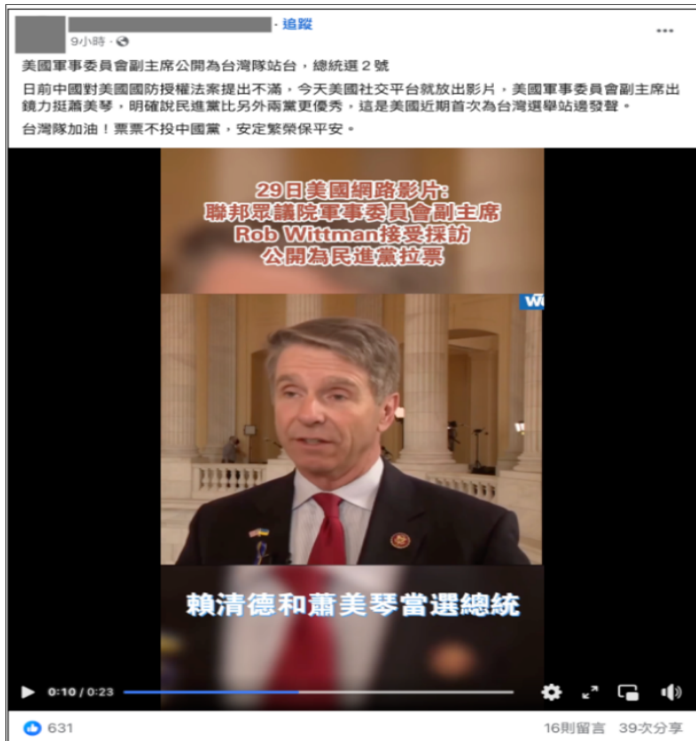 · 追蹤
9小時 ·
美國軍事委員會副主席公開為台灣隊站台，總統選２號
日前中國對美國國防授權法案提出不滿，今天美國社交平台就放出影片，美國軍事委員會副主席出
鏡力挺蕭美琴，明確說民進黨比另外兩黨更優秀，這是美國近期首次為台灣選舉站邊發聲。
台灣隊加油！票票不投中國黨，安定繁榮保平安。
29日美國網路影片:
聯邦眾議院軍事委員會副主席
Rob Wittman接受採訪
公開為民進黨拉票
賴清德和蕭美琴當選總統
0:10 / 0:23
631
16則留言 39次分享